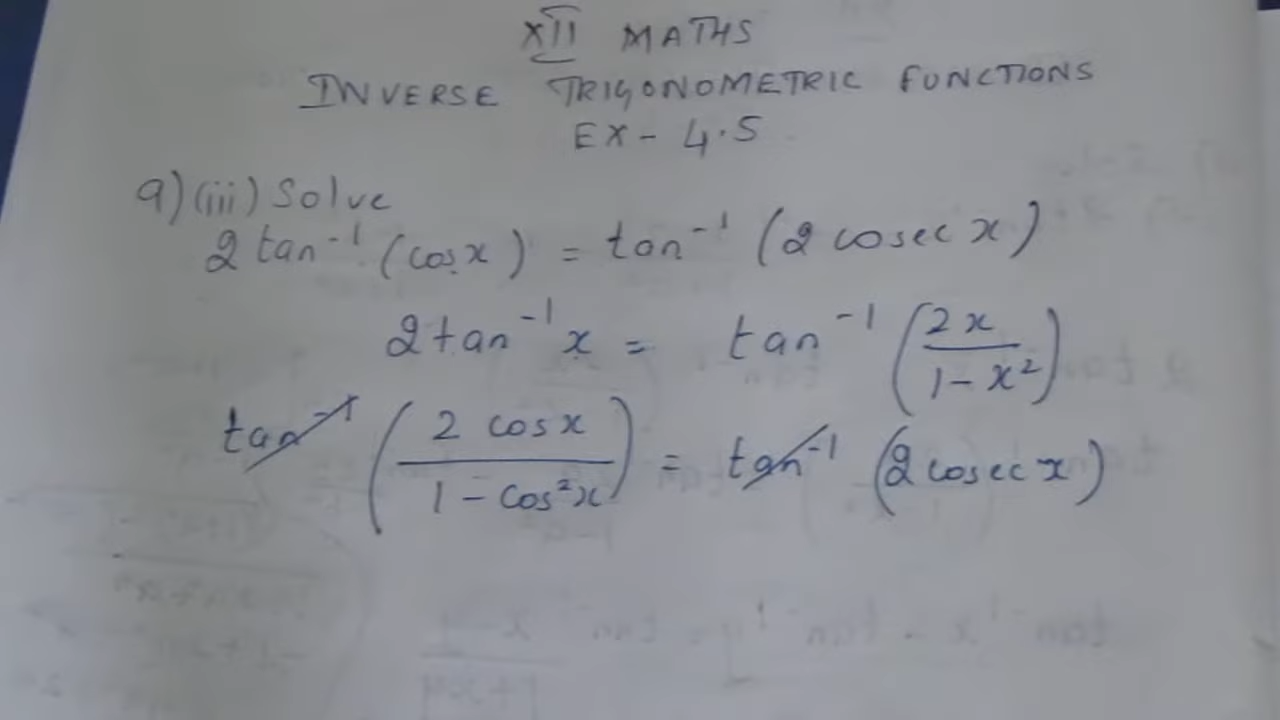 XII MATHS
INVERSE TRIGONOMETRIC FUNCTIONS
EX - 4.5
9) (iii) Solve
2 tan⁻¹ (cos x) = tan⁻¹ (2 cosec x)
2 tan⁻¹ x = tan⁻¹ (2x / 1 - x²)
tan⁻¹ (2 cos x / 1 - cos² x) = tan⁻¹ (2 cosec x)